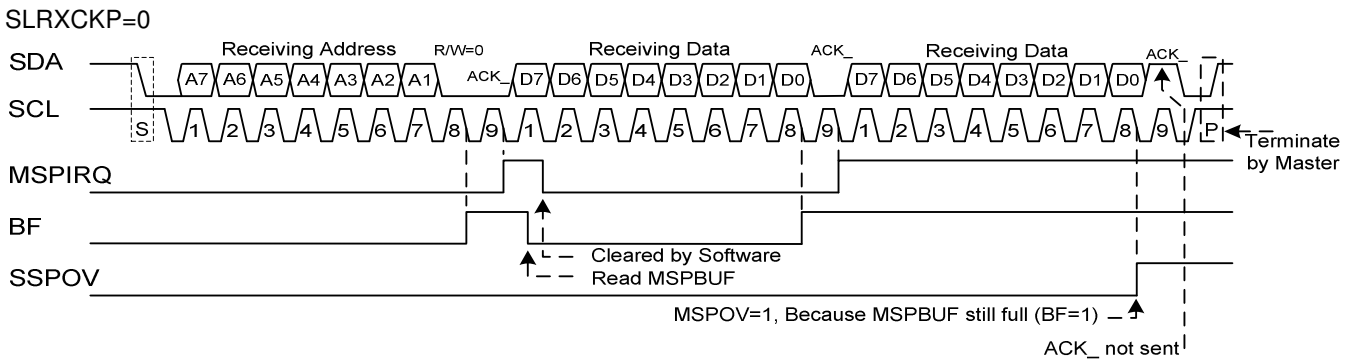 SLRXCKP=0
Receiving Address R/W=0 Receiving Data ACK_ Receiving Data ACK_
SDA A7 A6 A5 A4 A3 A2 A1 ACK_ D7 D6 D5 D4 D3 D2 D1 D0 D7 D6 D5 D4 D3 D2 D1 D0
SCL
S 1 2 3 4 5 6 7 8 9 1 2 3 4 5 6 7 8 9 1 2 3 4 5 6 7 8 9 P
Terminate
by Master
MSPIRQ
BF
Cleared by Software
Read MSPBUF
SSPOV
MSPOV=1, Because MSPBUF still full (BF=1)
ACK_ not sent